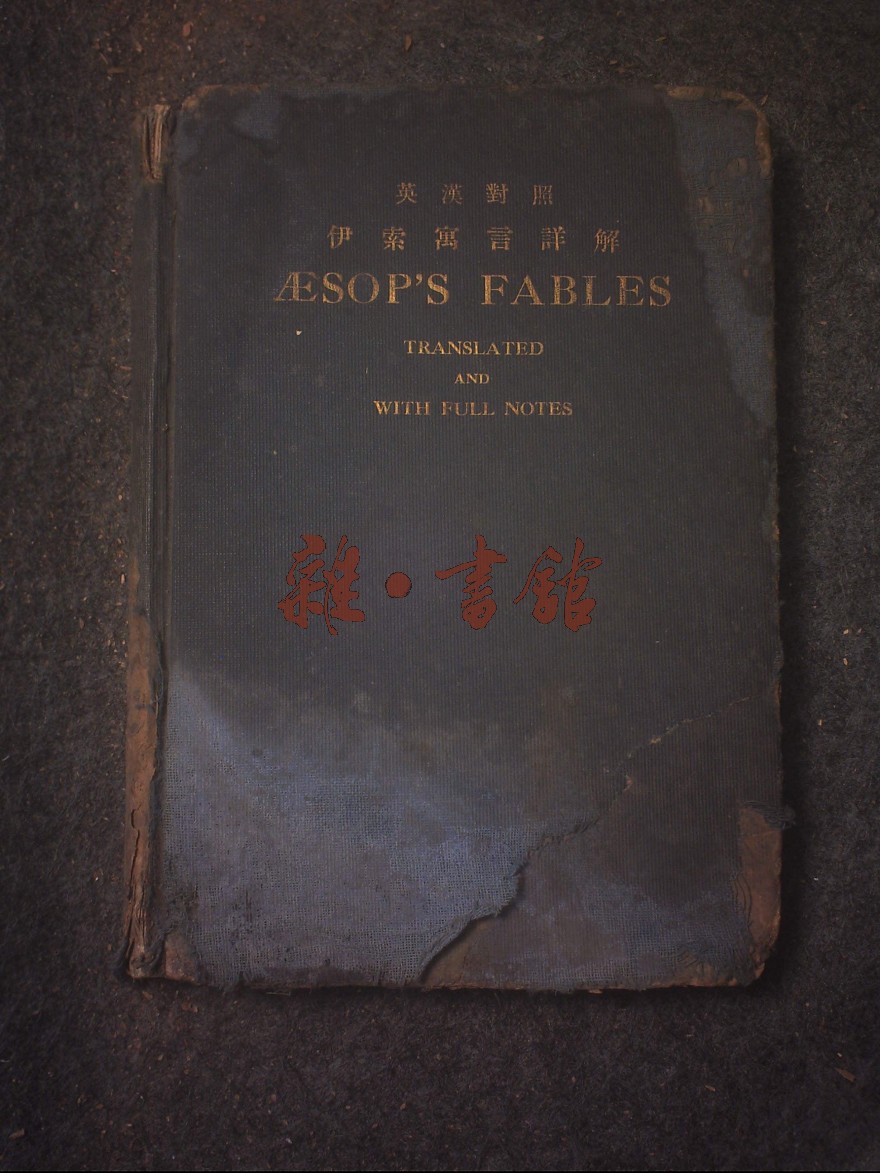 英漢對照
伊索寓言詳解
ÆSOP'S FABLES
TRANSLATED
AND
WITH FULL NOTES
雜·書館